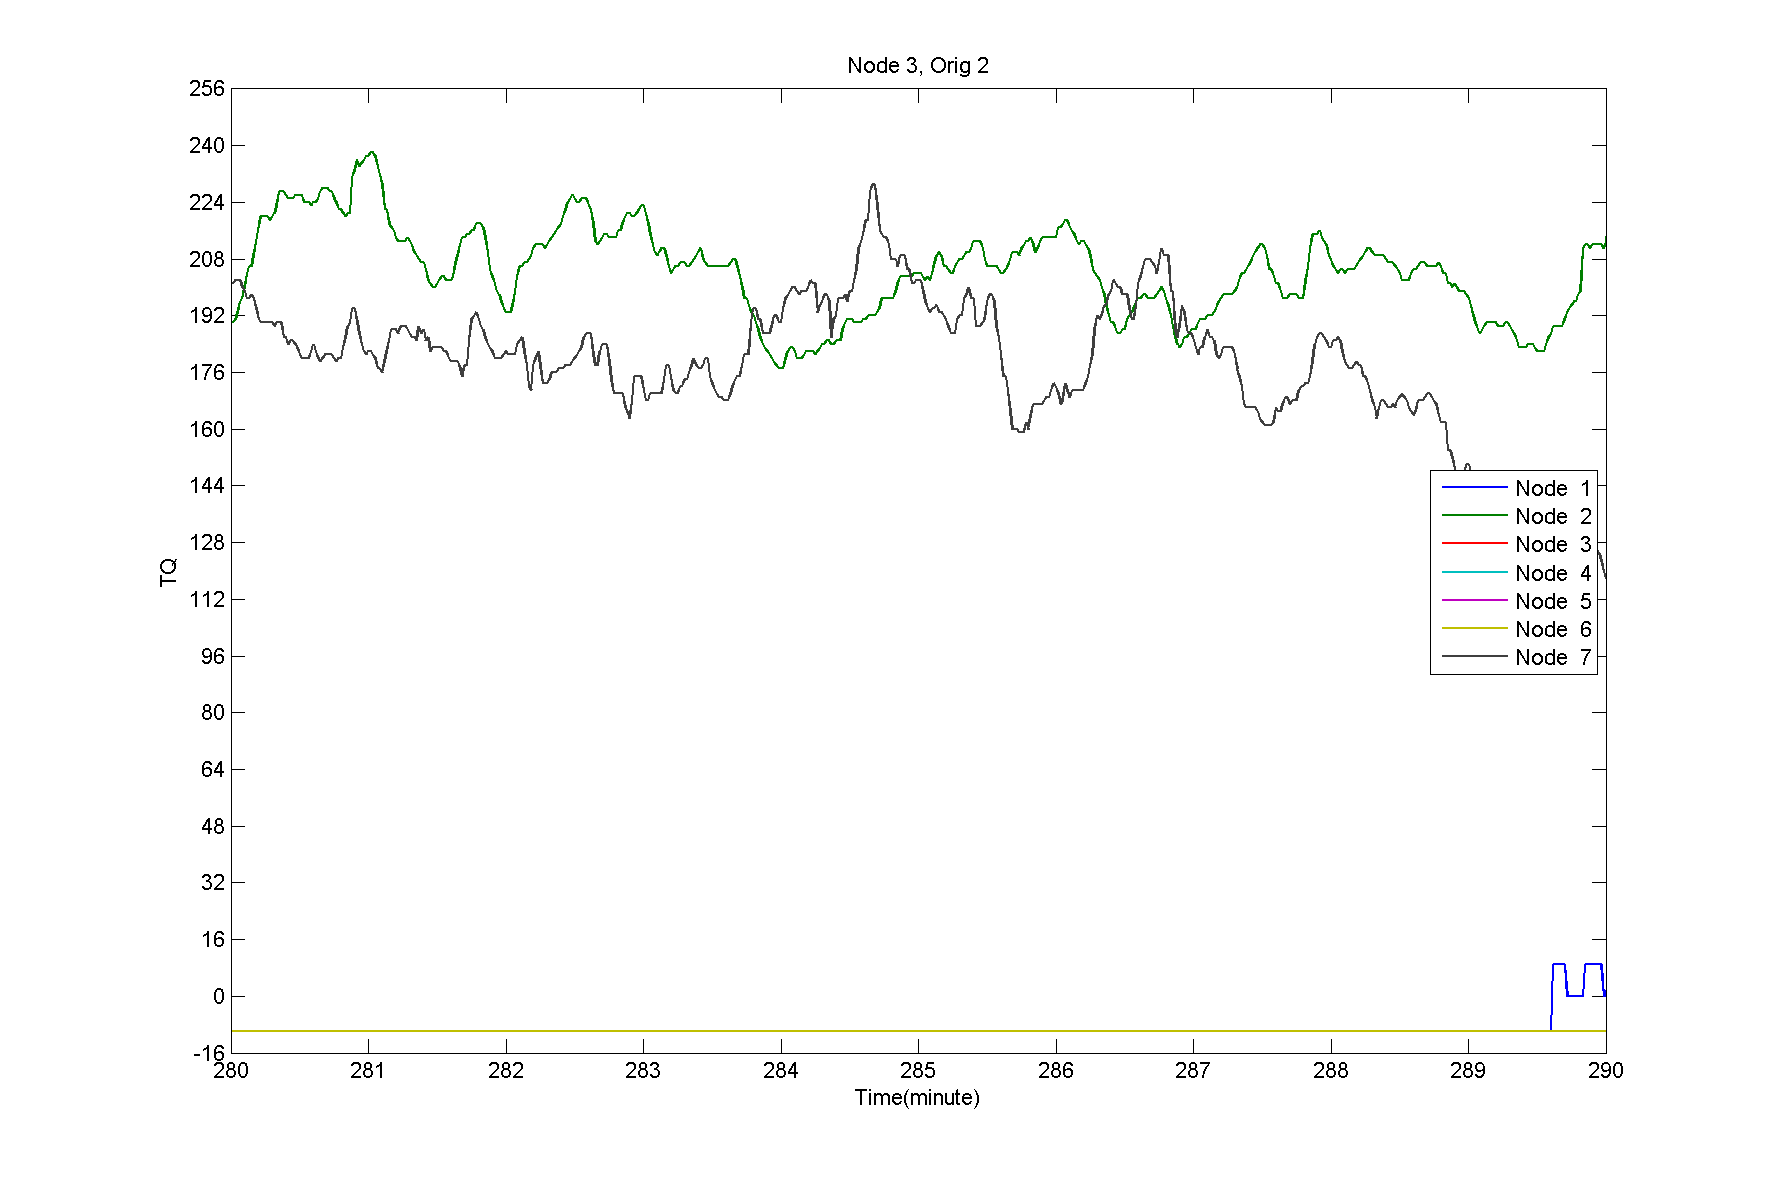 Node 3, Orig 2
256
240
224
208
192
176
160
144
128
112
96
80
64
48
32
16
0
-16
TQ
Node 1
Node 2
Node 3
Node 4
Node 5
Node 6
Node 7
280 281 282 283 284 285 286 287 288 289 290
Time(minute)